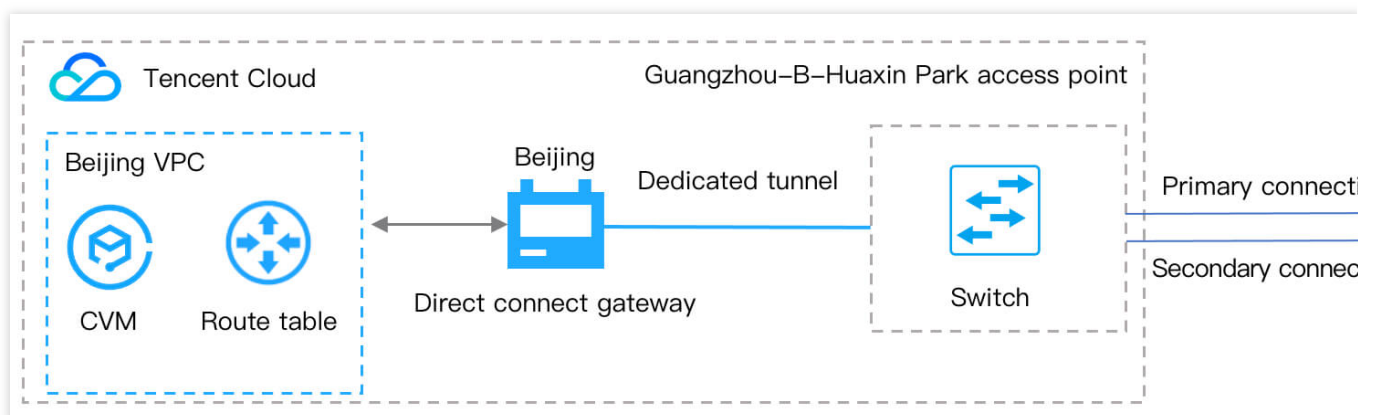 Tencent Cloud
Guangzhou–B–Huaxin Park access point
Beijing VPC
Beijing
Dedicated tunnel
Primary connecti
Secondary connec
Direct connect gateway
Switch
CVM
Route table